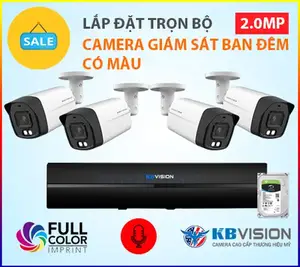 SALE
LẮP ĐẶT TRỌN BỘ
2.0MP
CAMERA GIÁM SÁT BAN ĐÊM
CÓ MÀU
KBVISION
FULL
COLOR
IMPRINT
KBVISION
CAMERA CAO CẤP THƯƠNG HIỆU MỸ